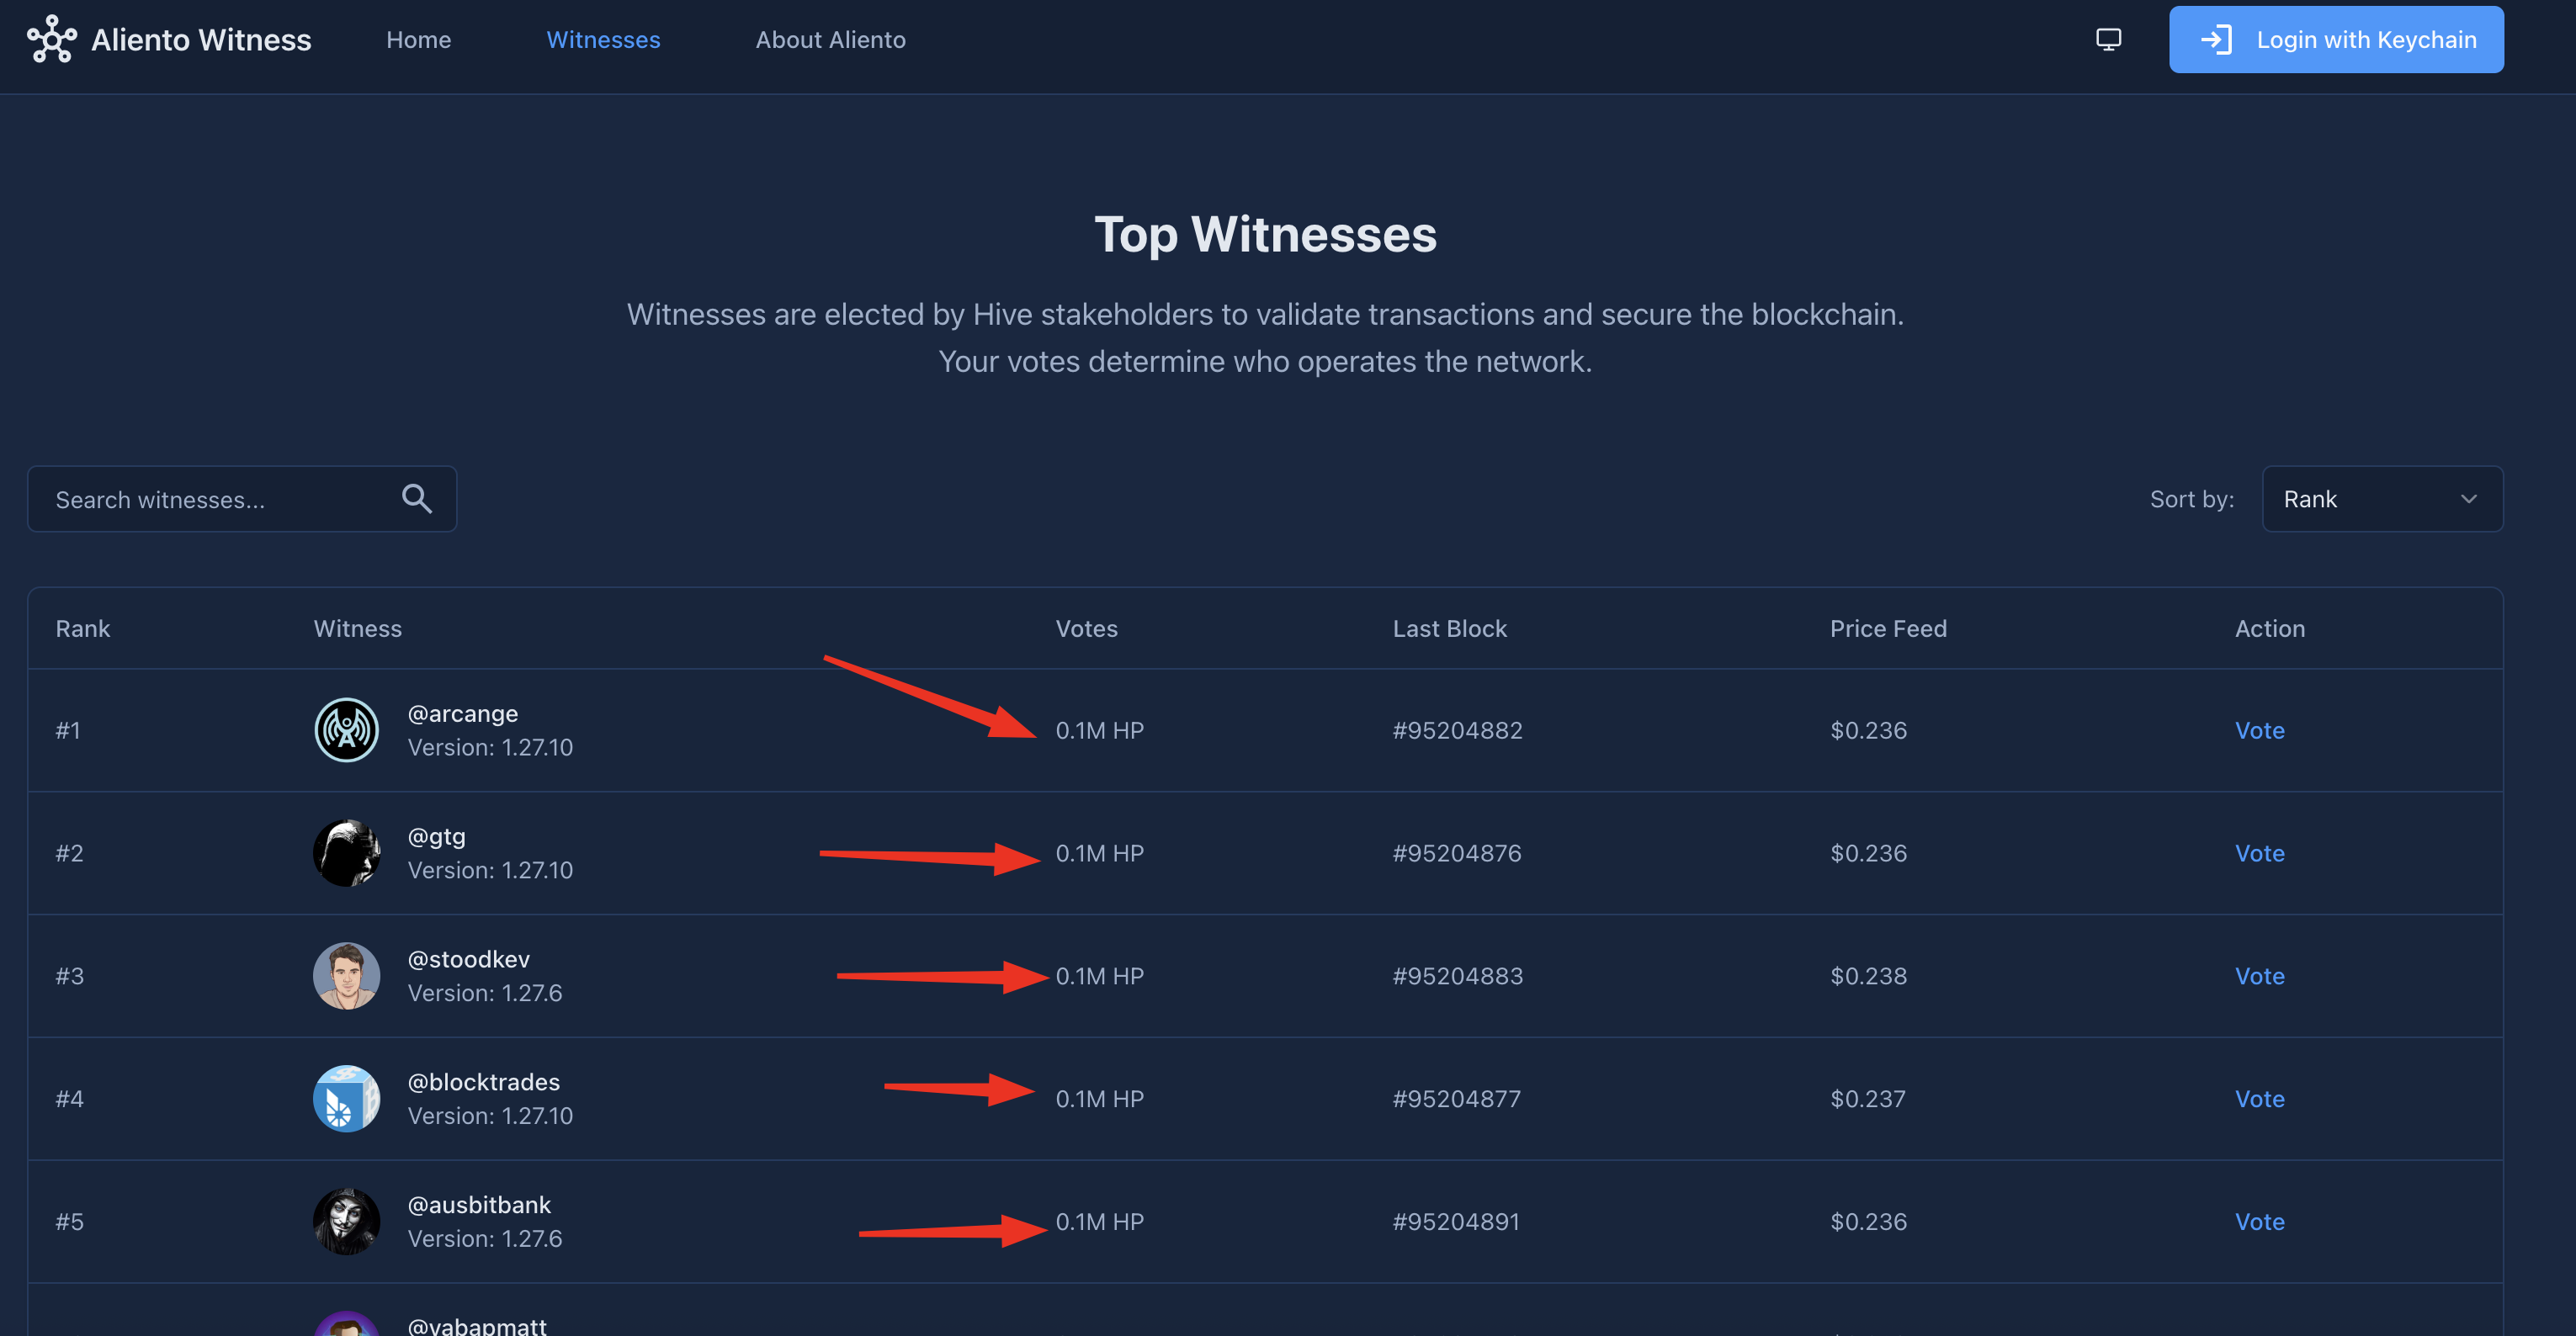 Aliento Witness Home Witnesses About Aliento Login with Keychain
Top Witnesses
Witnesses are elected by Hive stakeholders to validate transactions and secure the blockchain.
Your votes determine who operates the network.
Search witnesses... Sort by: Rank
Rank Witness Votes Last Block Price Feed Action
#1 @arcange Version: 1.27.10 0.1M HP #95204882 $0.236 Vote
#2 @gtg Version: 1.27.10 0.1M HP #95204876 $0.236 Vote
#3 @stoodkev Version: 1.27.6 0.1M HP #95204883 $0.238 Vote
#4 @blocktrades Version: 1.27.10 0.1M HP #95204877 $0.237 Vote
#5 @ausbitbank Version: 1.27.6 0.1M HP #95204891 $0.236 Vote
@yabapmatt